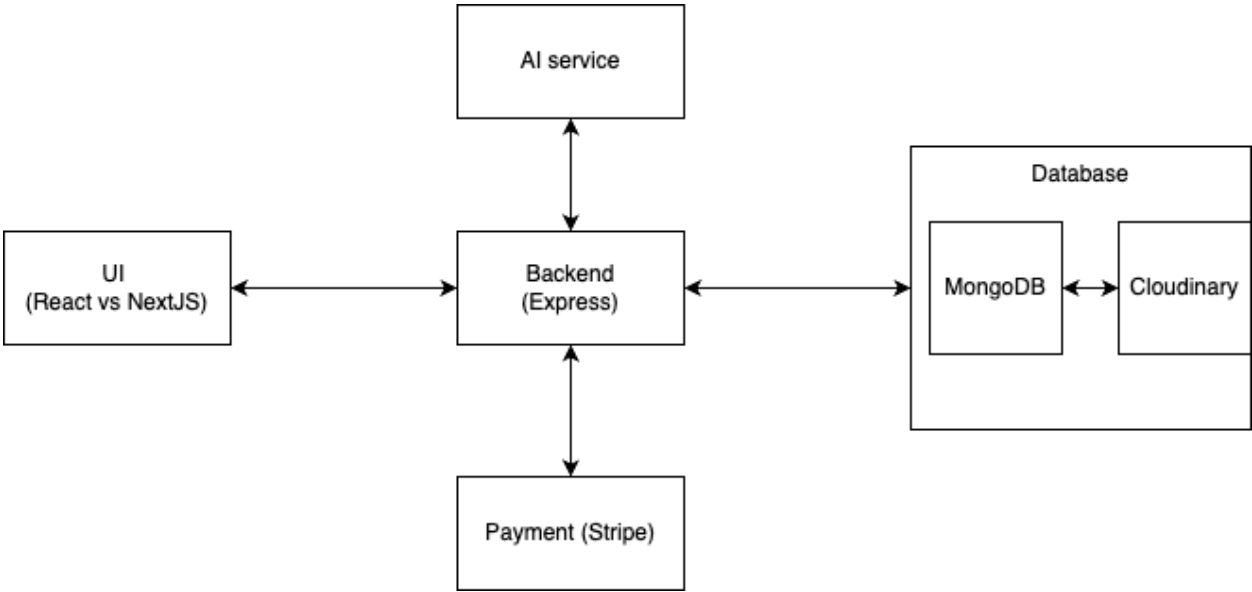 AI service
Database
UI
(React vs NextJS)
Backend
(Express)
MongoDB
Cloudinary
Payment (Stripe)